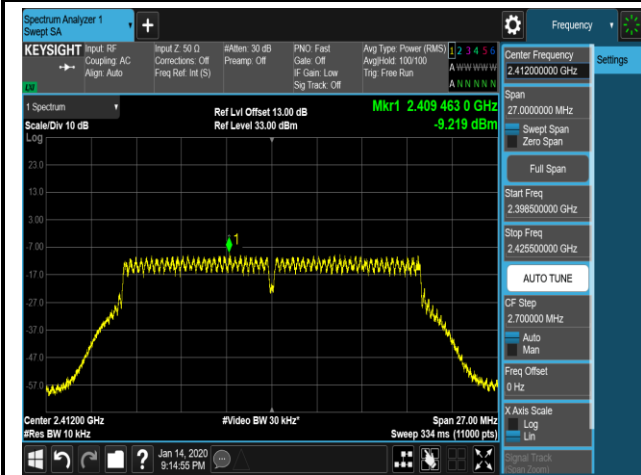 Spectrum Analyzer 1
Swept SA
Frequency
KEYSIGHT
Input: RF
Coupling: AC
Align: Auto
Input Z: 50 Ω
Corrections: Off
Freq Ref: Int (S)
#Atten: 30 dB
Preamp: Off
PNO: Fast
Gate: Off
IF Gain: Low
Sig Track: Off
Avg Type: Power (RMS)
Avg|Hold: 100/100
Trig: Free Run
1 2 3 4 5 6
A W W W W W
A N N N N N
1 Spectrum
Scale/Div 10 dB
Log
Ref Lvl Offset 13.00 dB
Ref Level 33.00 dBm
Mkr1 2.409 463 0 GHz
-9.219 dBm
23.0
13.0
3.00
-7.00
-17.0
-27.0
-37.0
-47.0
-57.0
1
Center 2.41200 GHz
#Res BW 10 kHz
#Video BW 30 kHz*
Span 27.00 MHz
Sweep 334 ms (11000 pts)
Center Frequency
2.412000000 GHz
Settings
Span
27.0000000 MHz
Swept Span
Zero Span
Full Span
Start Freq
2.398500000 GHz
Stop Freq
2.425500000 GHz
AUTO TUNE
CF Step
2.700000 MHz
Auto
Man
Freq Offset
0 Hz
X Axis Scale
Log
Lin
Signal Track
(Span Zoom)
Jan 14, 2020
9:14:55 PM